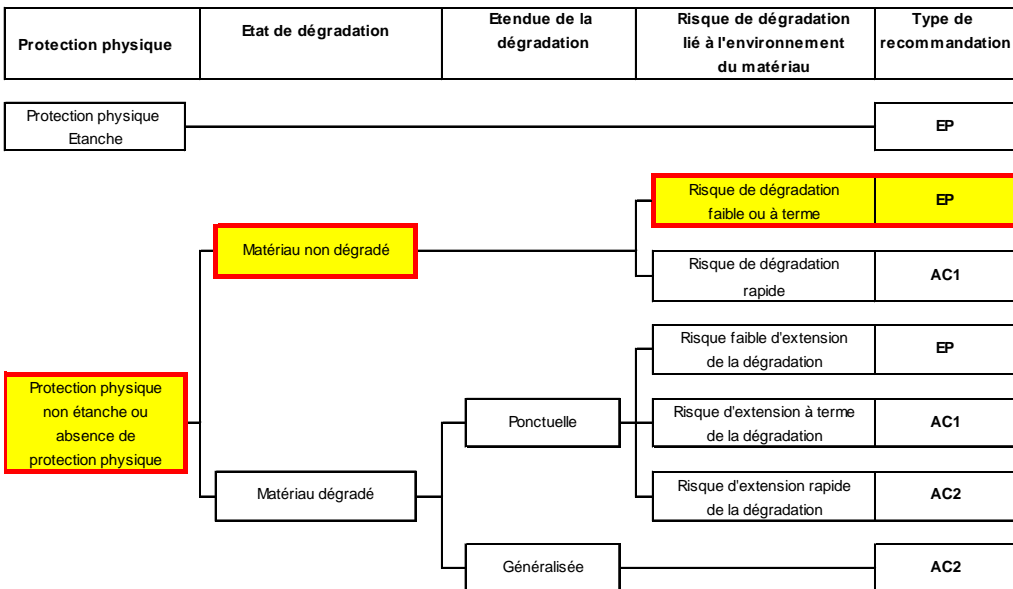 Protection physique
Etat de dégradation
Etendue de la
dégradation
Risque de dégradation
lié à l'environnement
du matériau
Type de
recommandation
Protection physique
Etanche
EP
Risque de dégradation
faible ou à terme
EP
Matériau non dégradé
Risque de dégradation
rapide
AC1
Risque faible d'extension
de la dégradation
EP
Protection physique
non étanche ou
absence de
protection physique
Ponctuelle
Risque d'extension à terme
de la dégradation
AC1
Matériau dégradé
Risque d'extension rapide
de la dégradation
AC2
Généralisée
AC2